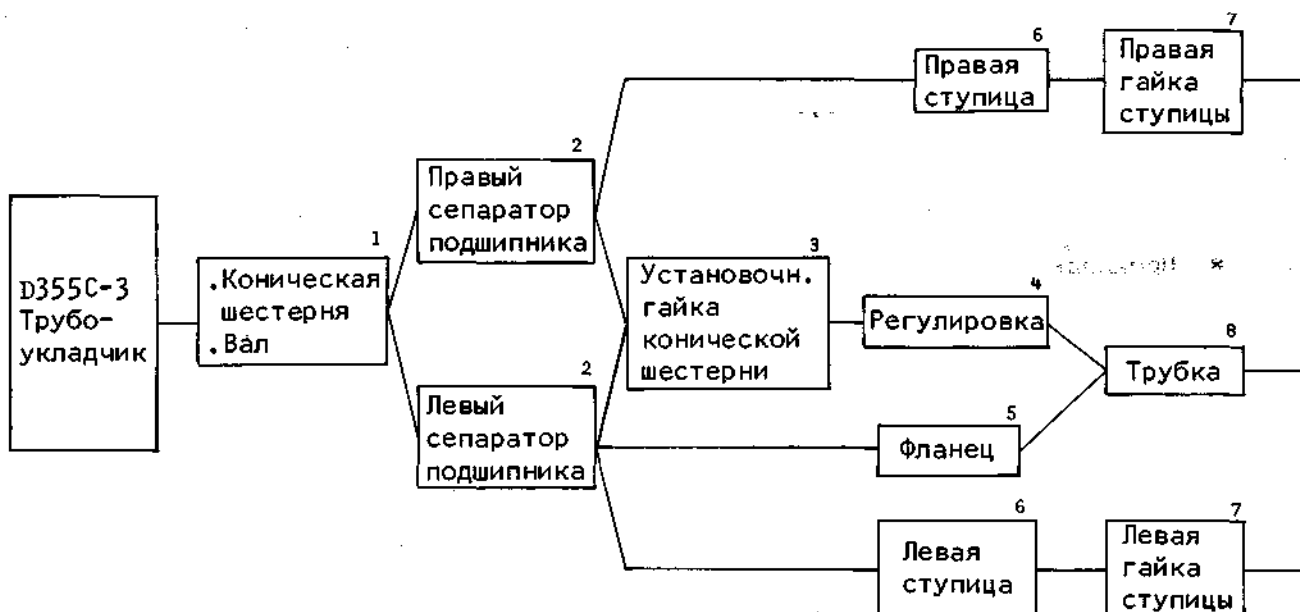 D355C-3
Трубо-
укладчик
1
.Коническая
шестерня
.Вал
2
Правый
сепаратор
подшипника
2
Левый
сепаратор
подшипника
3
Установочн.
гайка
конической
шестерни
4
Регулировка
5
Фланец
6
Правая
ступица
7
Правая
гайка
ступицы
8
Трубка
6
Левая
ступица
7
Левая
гайка
ступицы